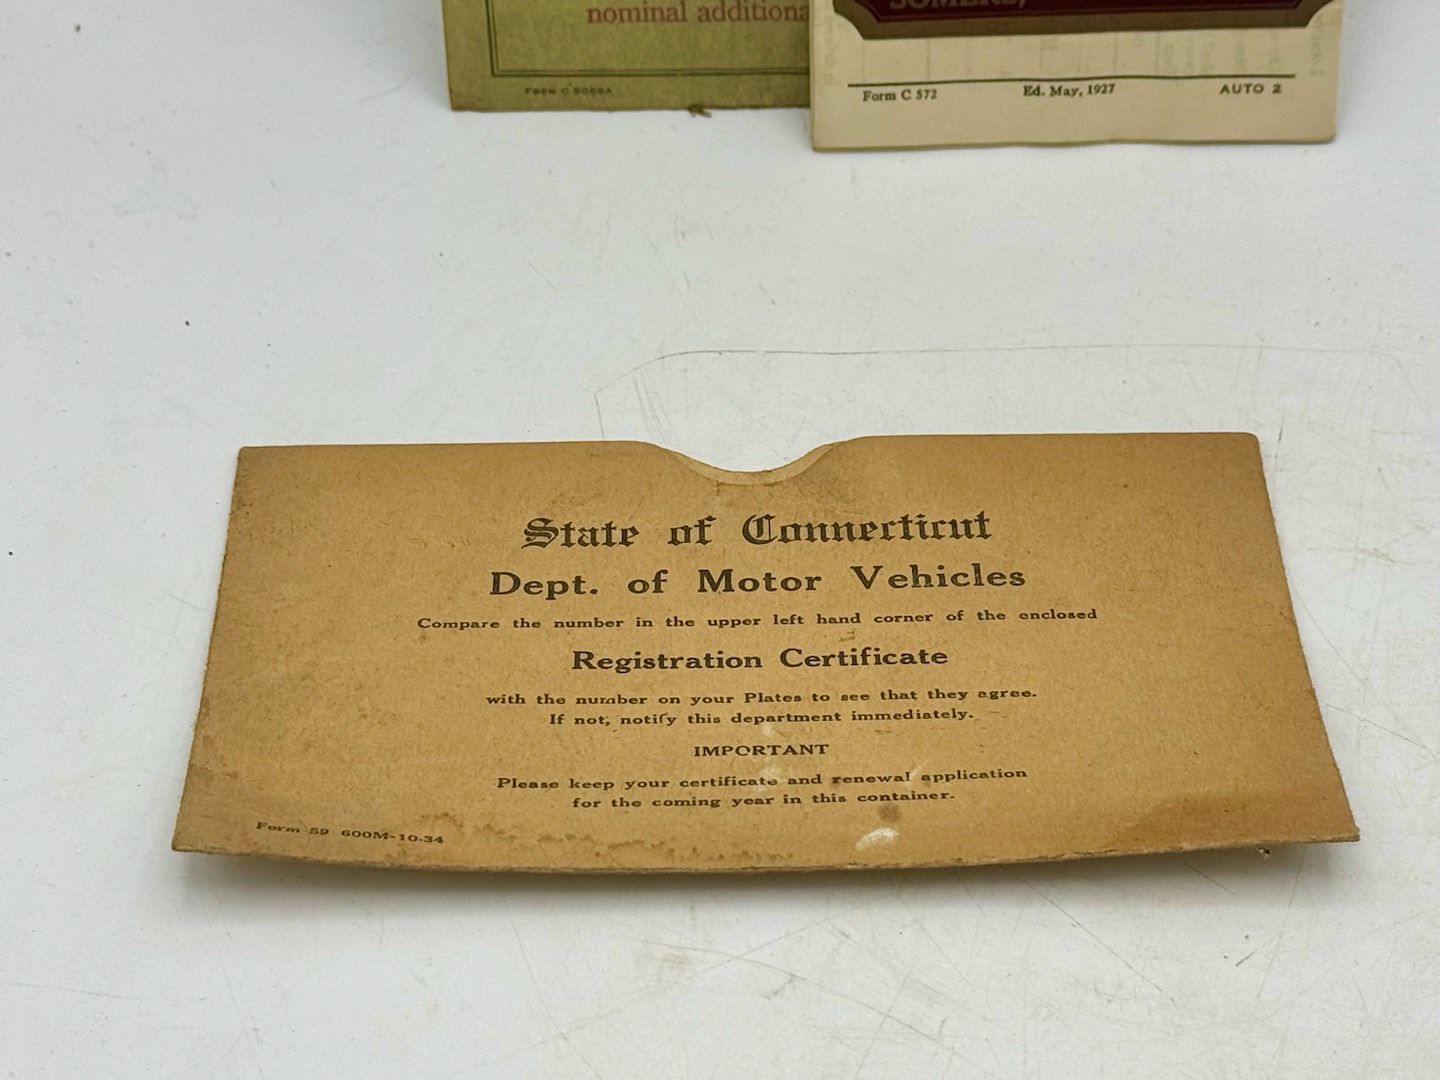 nominal additiona
FORM C 5069A
SOMERS,
Form C 572 Ed. May, 1927 AUTO 2
State of Connecticut
Dept. of Motor Vehicles
Compare the number in the upper left hand corner of the enclosed
Registration Certificate
with the number on your Plates to see that they agree.
If not, notify this department immediately.
IMPORTANT
Please keep your certificate and renewal application
for the coming year in this container.
Form 59 600M-10-34